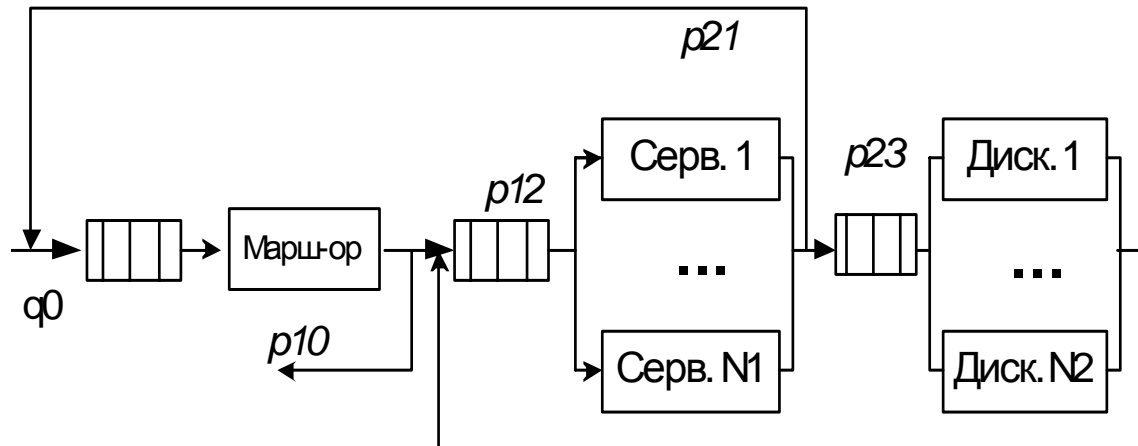 p21
Серв. 1
p23
Диск. 1
p12
Марш-ор
...
...
q0
p10
Серв. N1
Диск. N2